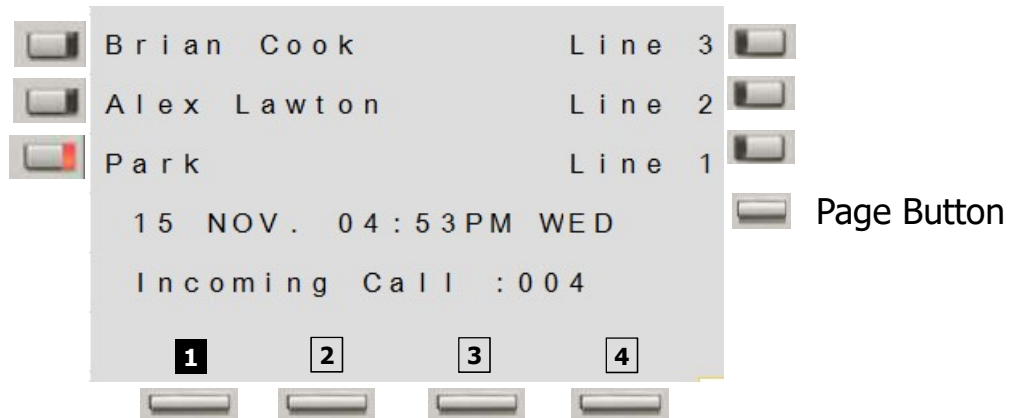 Brian Cook Line 3
Alex Lawton Line 2
Park Line 1
Page Button
15 NOV. 04:53PM WED
Incoming Call :004
1 2 3 4